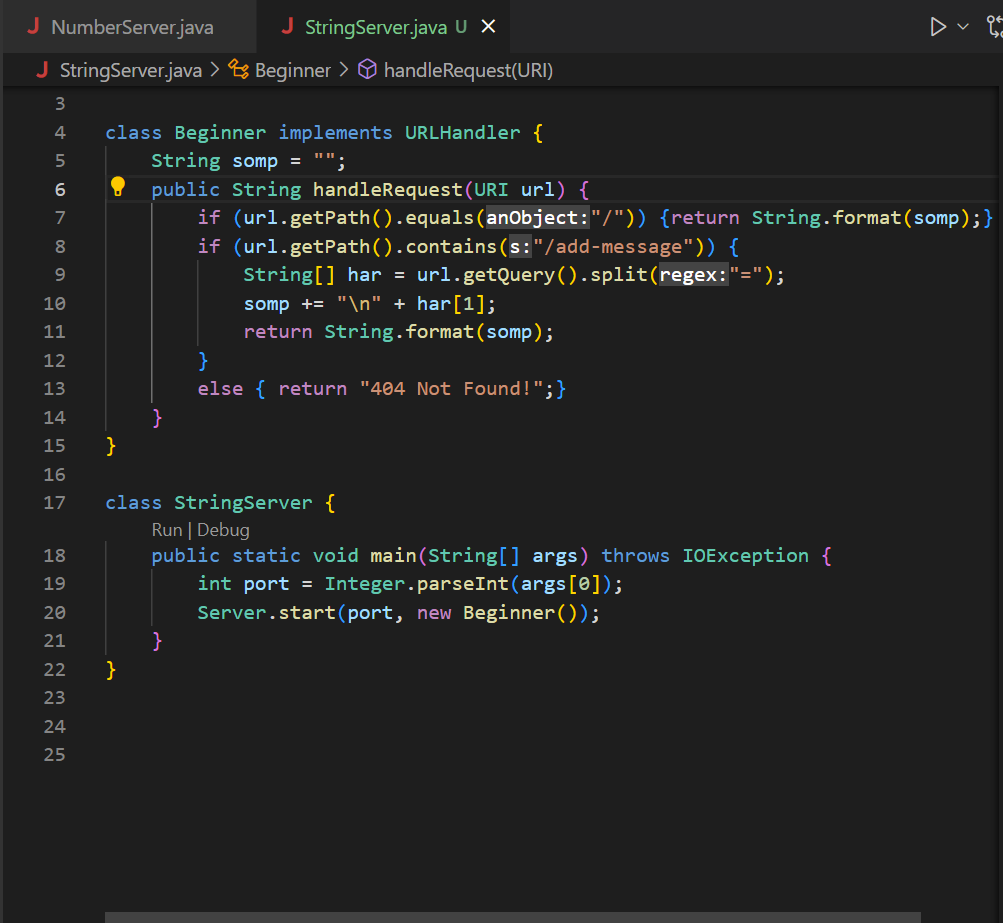 J NumberServer.java J StringServer.java U
J StringServer.java > Beginner > handleRequest(URI)
3
4 class Beginner implements URLHandler {
5 String somp = "";
6 public String handleRequest(URI url) {
7 if (url.getPath().equals(anObject:"/")) {return String.format(somp);}
8 if (url.getPath().contains(s:"/add-message")) {
9 String[] har = url.getQuery().split(regex:"=");
10 somp += "\n" + har[1];
11 return String.format(somp);
12 }
13 else { return "404 Not Found!";}
14 }
15 }
16
17 class StringServer {
Run | Debug
18 public static void main(String[] args) throws IOException {
19 int port = Integer.parseInt(args[0]);
20 Server.start(port, new Beginner());
21 }
22 }
23
24
25